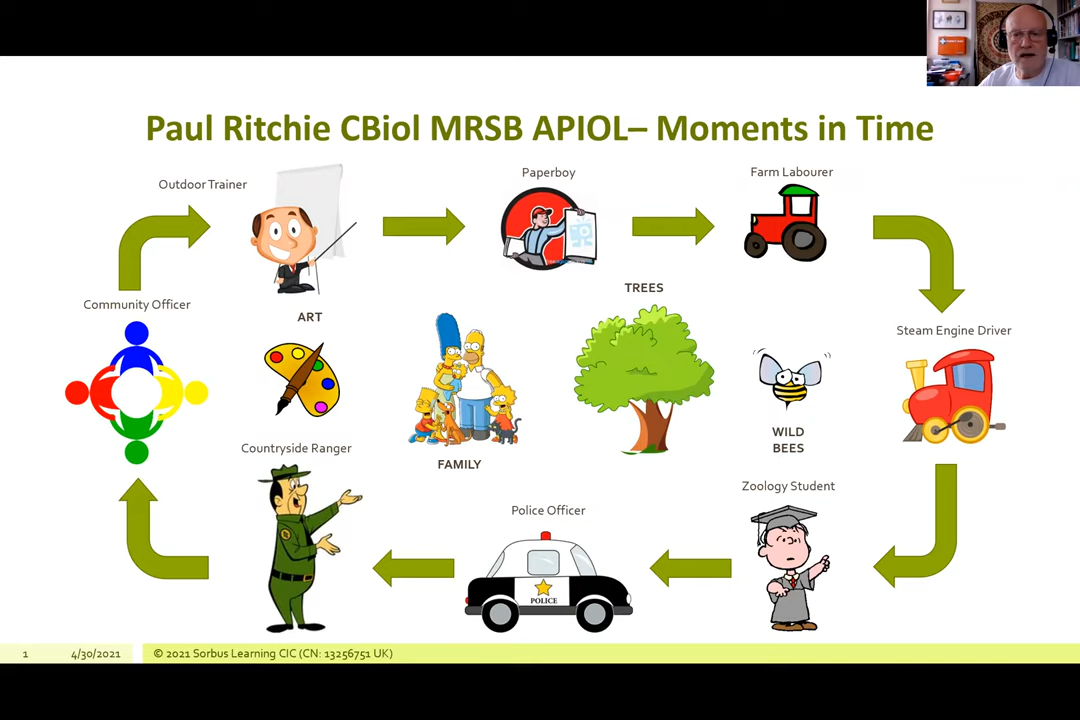 Paul Ritchie CBiol MRSB APIOL– Moments in Time
Outdoor Trainer
Paperboy
Farm Labourer
Community Officer
ART
TREES
Steam Engine Driver
WILD
BEES
FAMILY
Countryside Ranger
Zoology Student
Police Officer
POLICE
1
4/30/2021
© 2021 Sorbus Learning CIC (CN: 13256751 UK)